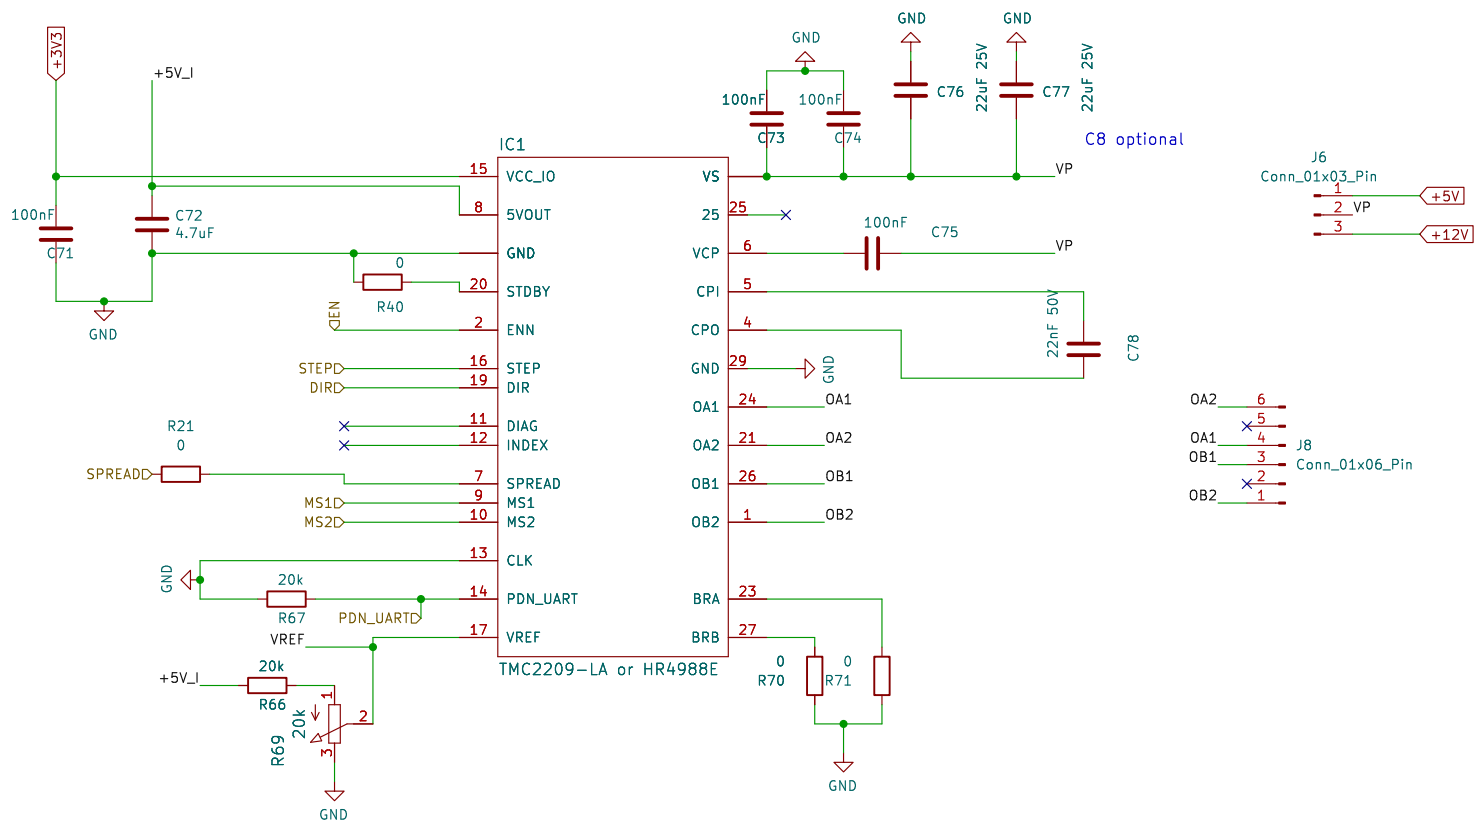 +3V3
+5V_I
100nF
C71
C72
4.7uF
GND
0
R40
EN
STEP
DIR
R21
0
SPREAD
MS1
MS2
GND
20k
R67
PDN_UART
VREF
+5V_I
20k
R66
1
20k
2
R69
3
GND
IC1
15 VCC_IO
8 5VOUT
GND
20 STDBY
2 ENN
16 STEP
19 DIR
11 DIAG
12 INDEX
7 SPREAD
9 MS1
10 MS2
13 CLK
14 PDN_UART
17 VREF
VS
25 25
VCP 6
CPI 5
CPO 4
GND 29
OA1 24
OA2 21
OB1 26
OB2 1
BRA 23
BRB 27
TMC2209-LA or HR4988E
GND
100nF
C73
100nF
C74
GND
C76
22uF 25V
GND
C77
22uF 25V
C8 optional
VP
100nF
C75
VP
22nF 50V
C78
GND
OA1
OA2
OB1
OB2
0
R70
0
R71
GND
J6
Conn_01x03_Pin
1 +5V
2 VP
3 +12V
OA2 6
5
OA1 4
OB1 3
2
OB2 1
J8
Conn_01x06_Pin